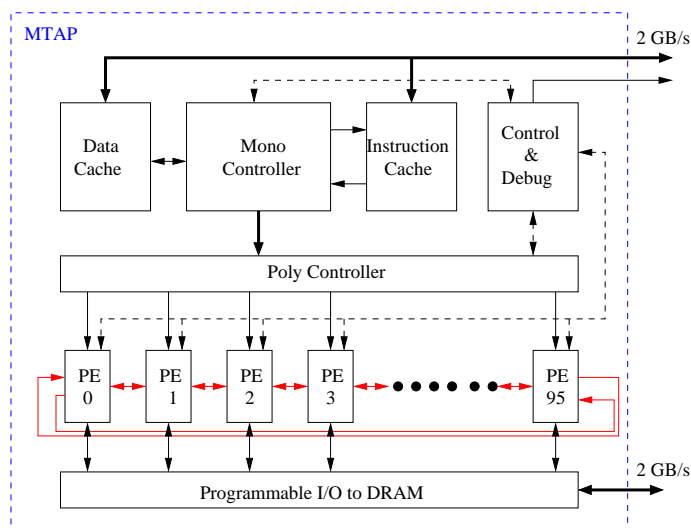 MTAP
2 GB/s
Data
Cache
Mono
Controller
Instruction
Cache
Control
&
Debug
Poly Controller
PE
0
PE
1
PE
2
PE
3
PE
95
Programmable I/O to DRAM
2 GB/s